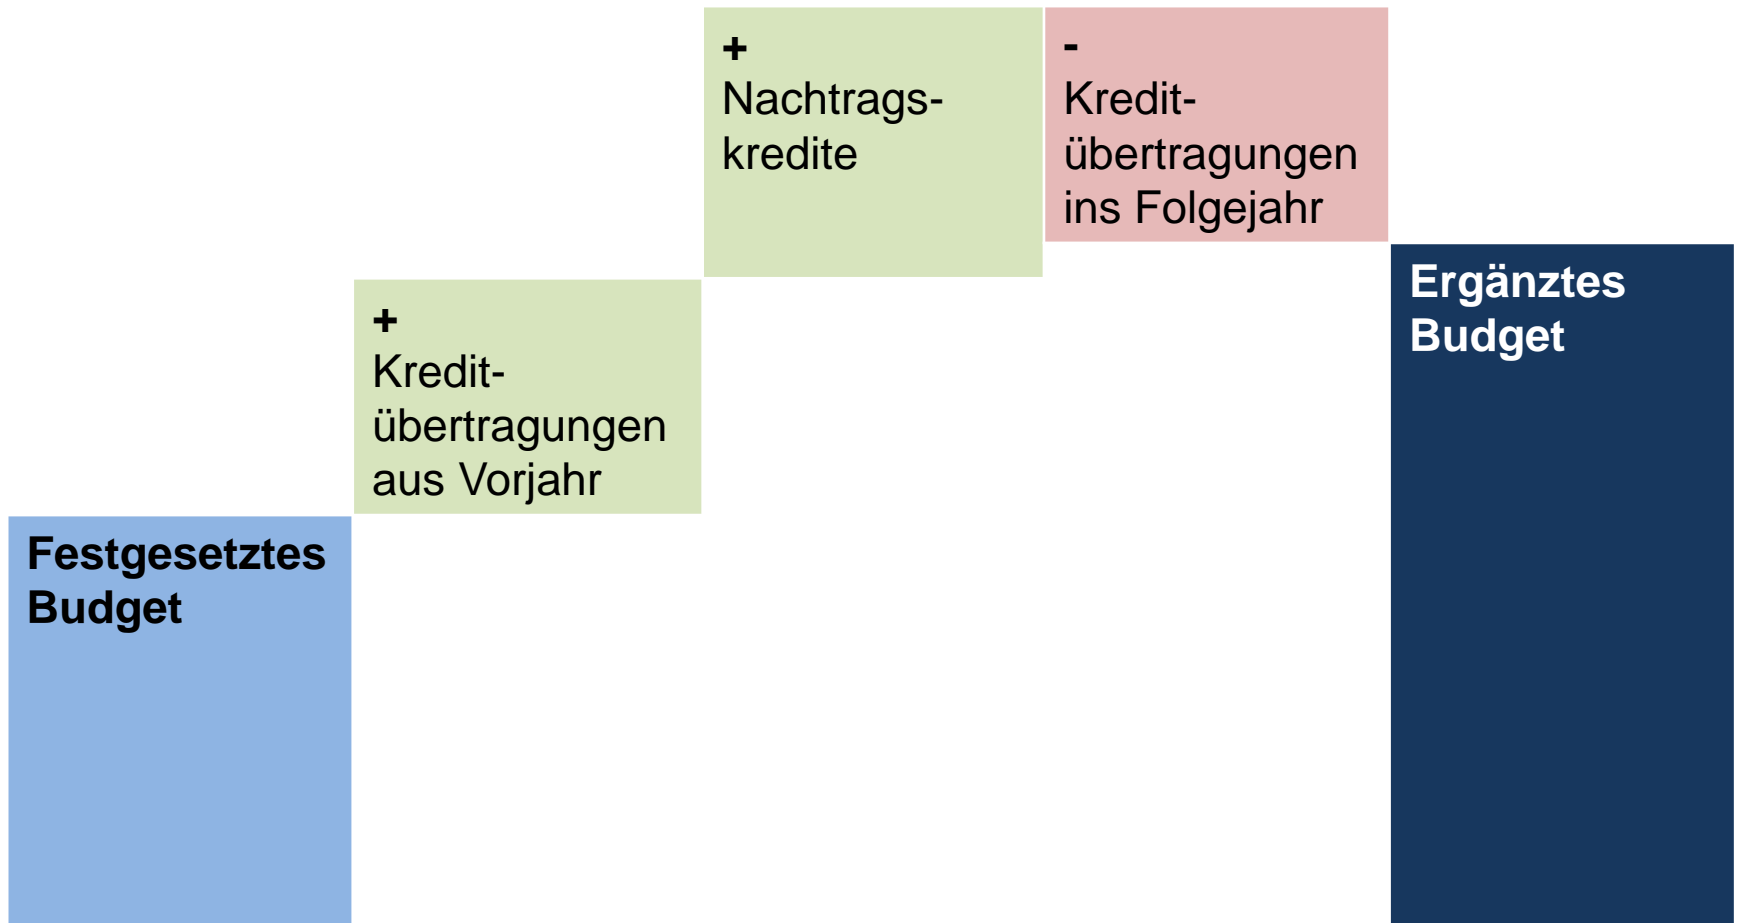 +
Nachtrags-
kredite
-
Kredit-
übertragungen
ins Folgejahr
Ergänztes
Budget
+
Kredit-
übertragungen
aus Vorjahr
Festgesetztes
Budget